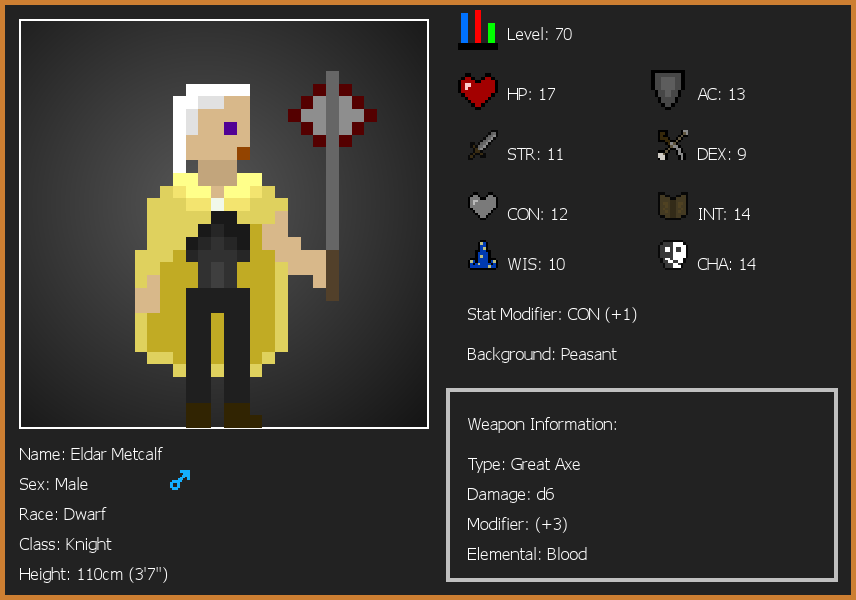 Level: 70
HP: 17
AC: 13
STR: 11
DEX: 9
CON: 12
INT: 14
WIS: 10
CHA: 14
Stat Modifier: CON (+1)
Background: Peasant
Weapon Information:
Type: Great Axe
Damage: d6
Modifier: (+3)
Elemental: Blood
Name: Eldar Metcalf
Sex: Male
Race: Dwarf
Class: Knight
Height: 110cm (3'7")